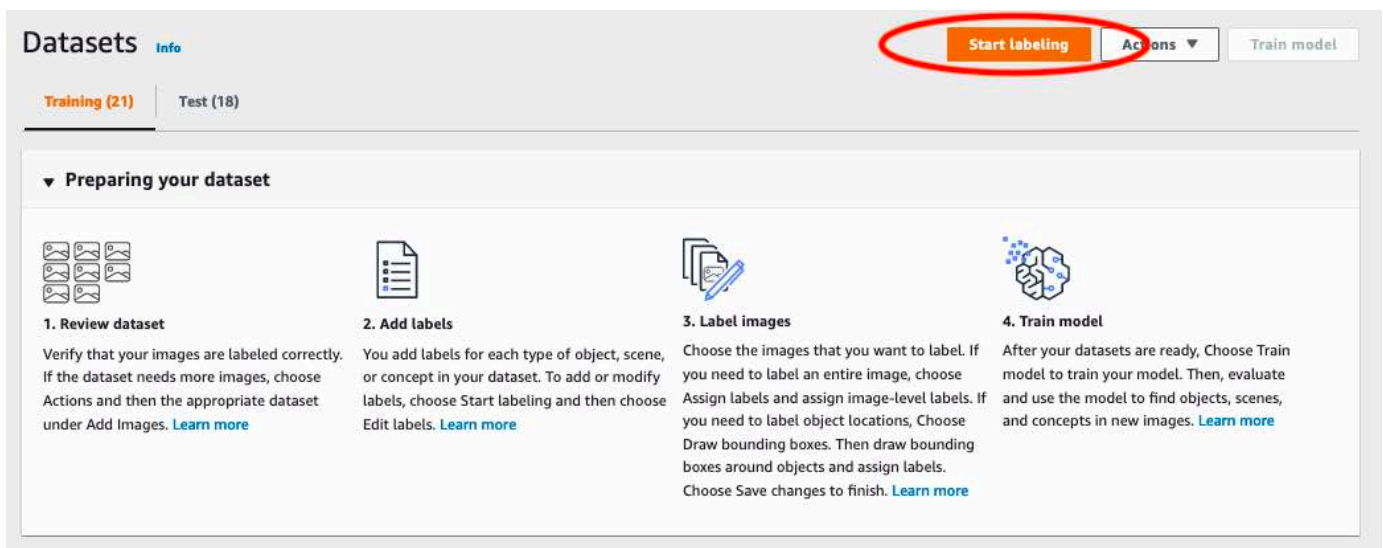 Datasets Info
Start labeling
Actions ▼
Train model
Training (21)
Test (18)
▼ Preparing your dataset
1. Review dataset
Verify that your images are labeled correctly.
If the dataset needs more images, choose
Actions and then the appropriate dataset
under Add Images. Learn more
2. Add labels
You add labels for each type of object, scene,
or concept in your dataset. To add or modify
labels, choose Start labeling and then choose
Edit labels. Learn more
3. Label images
Choose the images that you want to label. If
you need to label an entire image, choose
Assign labels and assign image-level labels. If
you need to label object locations, Choose
Draw bounding boxes. Then draw bounding
boxes around objects and assign labels.
Choose Save changes to finish. Learn more
4. Train model
After your datasets are ready, Choose Train
model to train your model. Then, evaluate
and use the model to find objects, scenes,
and concepts in new images. Learn more